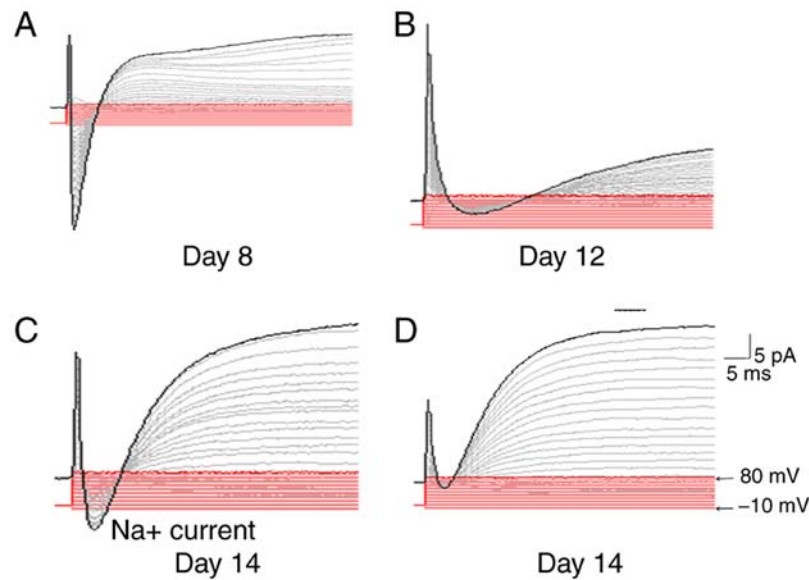 A
B
Day 8
Day 12
C
D
5 pA
5 ms
80 mV
−10 mV
Na+ current
Day 14
Day 14